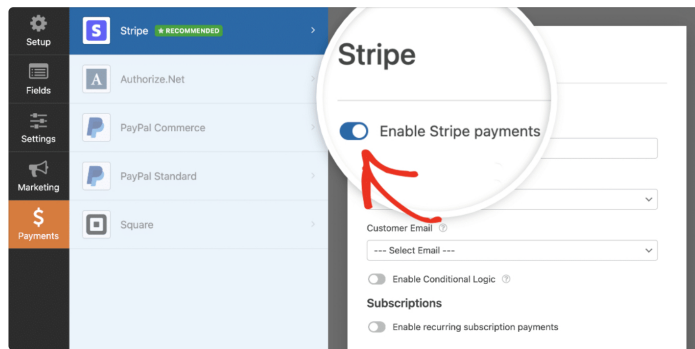 Setup
Fields
Settings
Marketing
$
Payments
S
Stripe ★ RECOMMENDED
A
Authorize.Net
PayPal Commerce
PayPal Standard
Square
Stripe
Enable Stripe payments
Customer Email ?
--- Select Email ---
Enable Conditional Logic ?
Subscriptions
Enable recurring subscription payments